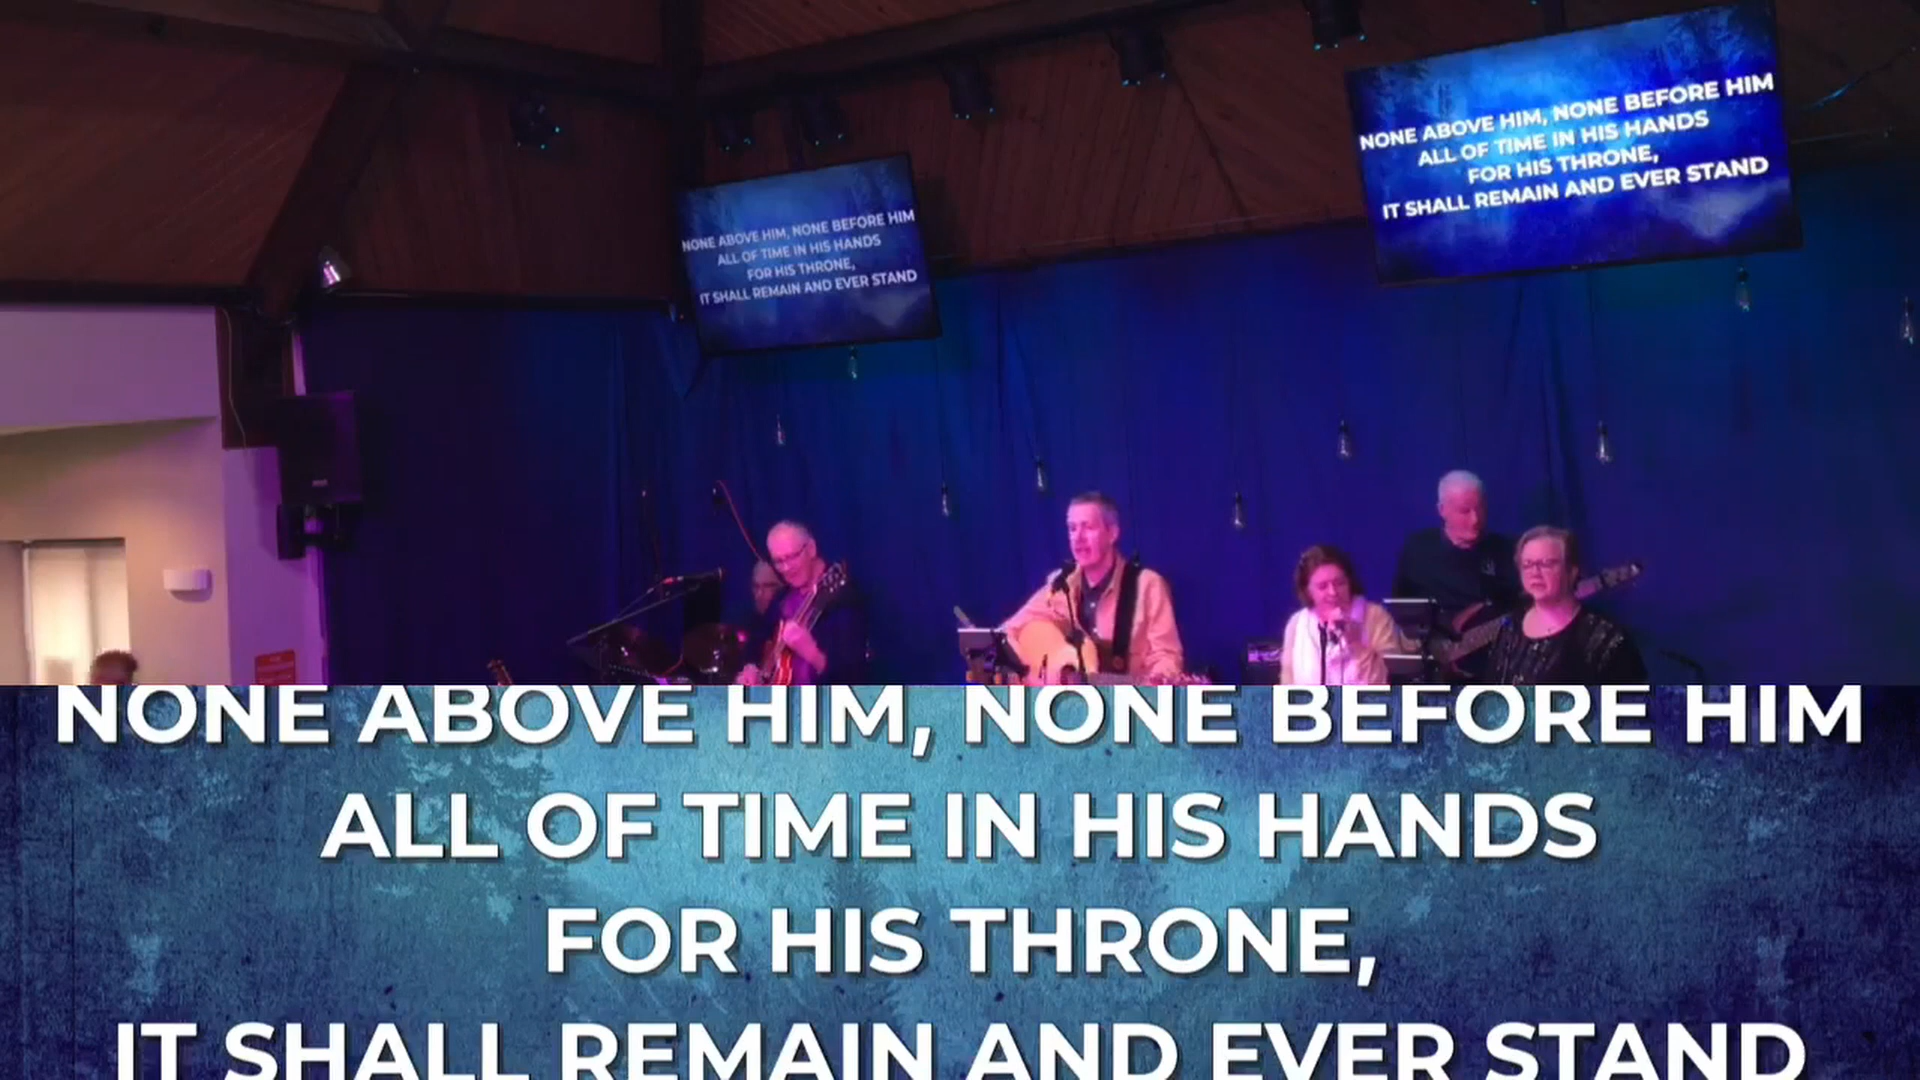 NONE ABOVE HIM, NONE BEFORE HIM
ALL OF TIME IN HIS HANDS
FOR HIS THRONE,
IT SHALL REMAIN AND EVER STAND
NONE ABOVE HIM, NONE BEFORE HIM
ALL OF TIME IN HIS HANDS
FOR HIS THRONE,
IT SHALL REMAIN AND EVER STAND
NONE ABOVE HIM, NONE BEFORE HIM
ALL OF TIME IN HIS HANDS
FOR HIS THRONE,
IT SHALL REMAIN AND EVER STAND